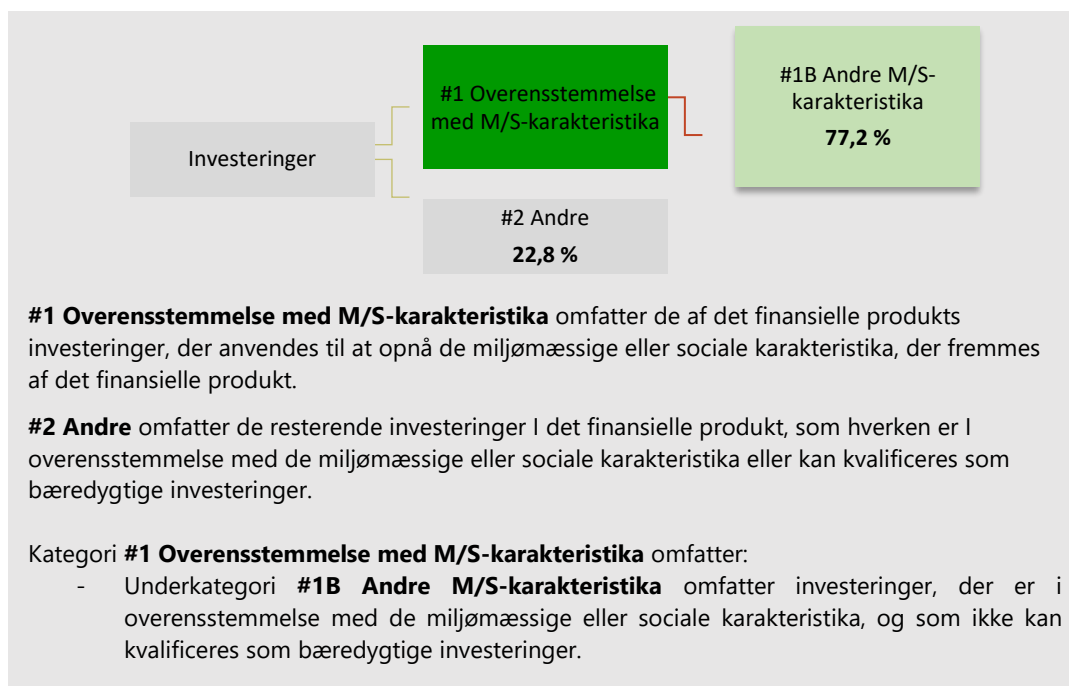 #1 Overensstemmelse
med M/S-karakteristika
#1B Andre M/S-
karakteristika
77,2 %
Investeringer
#2 Andre
22,8 %
#1 Overensstemmelse med M/S-karakteristika omfatter de af det finansielle produkts
investeringer, der anvendes til at opnå de miljømæssige eller sociale karakteristika, der fremmes
af det finansielle produkt.
#2 Andre omfatter de resterende investeringer I det finansielle produkt, som hverken er I
overensstemmelse med de miljømæssige eller sociale karakteristika eller kan kvalificeres som
bæredygtige investeringer.
Kategori #1 Overensstemmelse med M/S-karakteristika omfatter:
- Underkategori #1B Andre M/S-karakteristika omfatter investeringer, der er i
overensstemmelse med de miljømæssige eller sociale karakteristika, og som ikke kan
kvalificeres som bæredygtige investeringer.